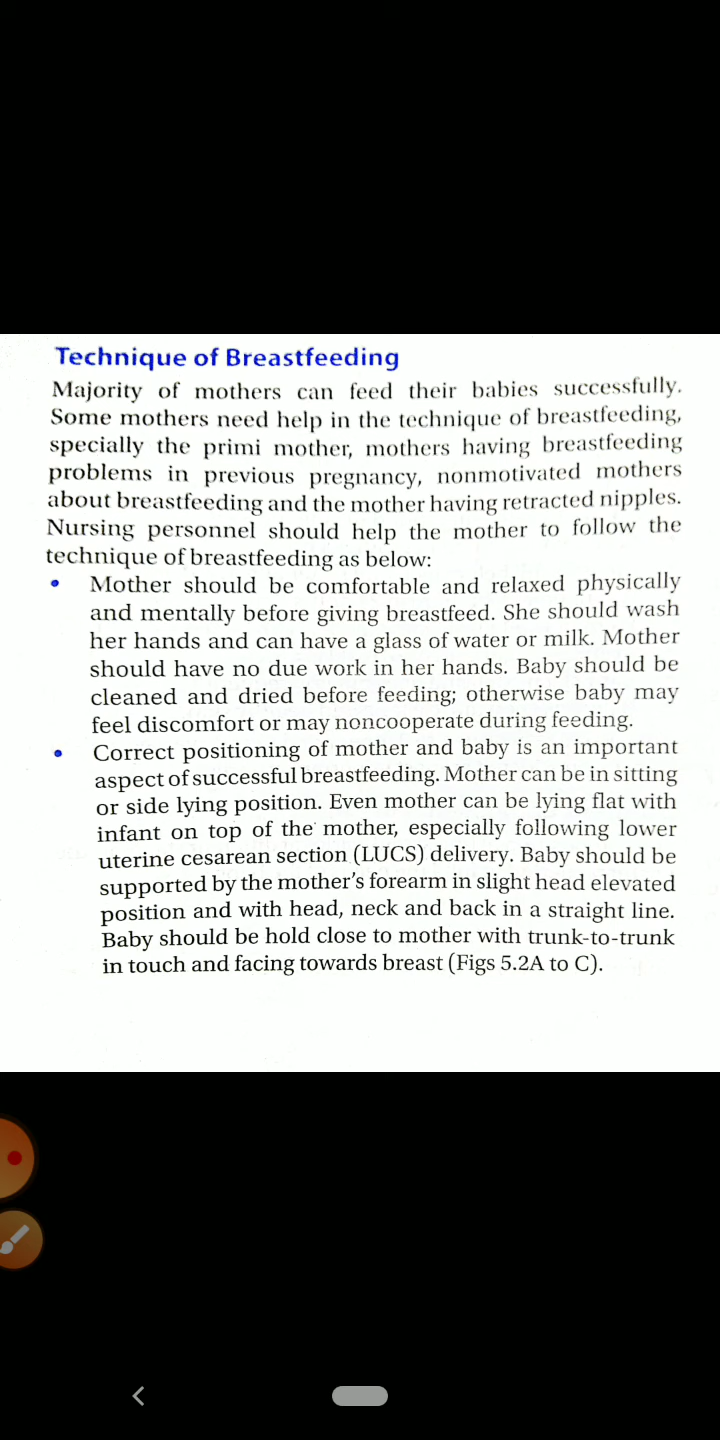 Technique of Breastfeeding
Majority of mothers can feed their babies successfully.
Some mothers need help in the technique of breastfeeding,
specially the primi mother, mothers having breastfeeding
problems in previous pregnancy, nonmotivated mothers
about breastfeeding and the mother having retracted nipples.
Nursing personnel should help the mother to follow the
technique of breastfeeding as below:
• Mother should be comfortable and relaxed physically
and mentally before giving breastfeed. She should wash
her hands and can have a glass of water or milk. Mother
should have no due work in her hands. Baby should be
cleaned and dried before feeding; otherwise baby may
feel discomfort or may noncooperate during feeding.
• Correct positioning of mother and baby is an important
aspect of successful breastfeeding. Mother can be in sitting
or side lying position. Even mother can be lying flat with
infant on top of the mother, especially following lower
uterine cesarean section (LUCS) delivery. Baby should be
supported by the mother's forearm in slight head elevated
position and with head, neck and back in a straight line.
Baby should be hold close to mother with trunk-to-trunk
in touch and facing towards breast (Figs 5.2A to C).